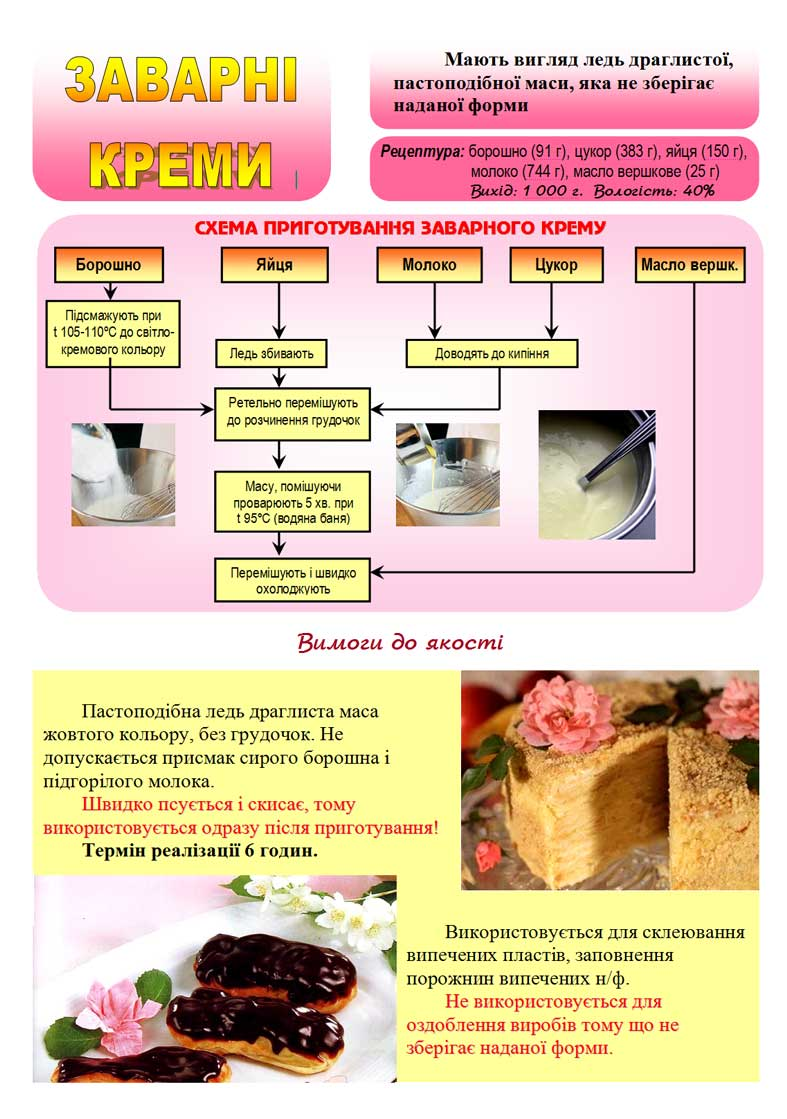 ЗАВАРНІ
КРЕМИ
Мають вигляд ледь драглистої,
пастоподібної маси, яка не зберігає
наданої форми
Рецептура: борошно (91 г), цукор (383 г), яйця (150 г),
молоко (744 г), масло вершкове (25 г)
Вихід: 1 000 г. Вологість: 40%
СХЕМА ПРИГОТУВАННЯ ЗАВАРНОГО КРЕМУ
Борошно
Яйця
Молоко
Цукор
Масло вершк.
Підсмажують при
t 105-110°С до світло-
кремового кольору
Ледь збивають
Доводять до кипіння
Ретельно перемішують
до розчинення грудочок
Масу, помішуючи
проварюють 5 хв. при
t 95°С (водяна баня)
Перемішують і швидко
охолоджують
Вимоги до якості
Пастоподібна ледь драглиста маса
жовтого кольору, без грудочок. Не
допускається присмак сирого борошна і
підгорілого молока.
Швидко псується і скисає, тому
використовується одразу після приготування!
Термін реалізації 6 годин.
Використовується для склеювання
випечених пластів, заповнення
порожнин випечених н/ф.
Не використовується для
оздоблення виробів тому що не
зберігає наданої форми.